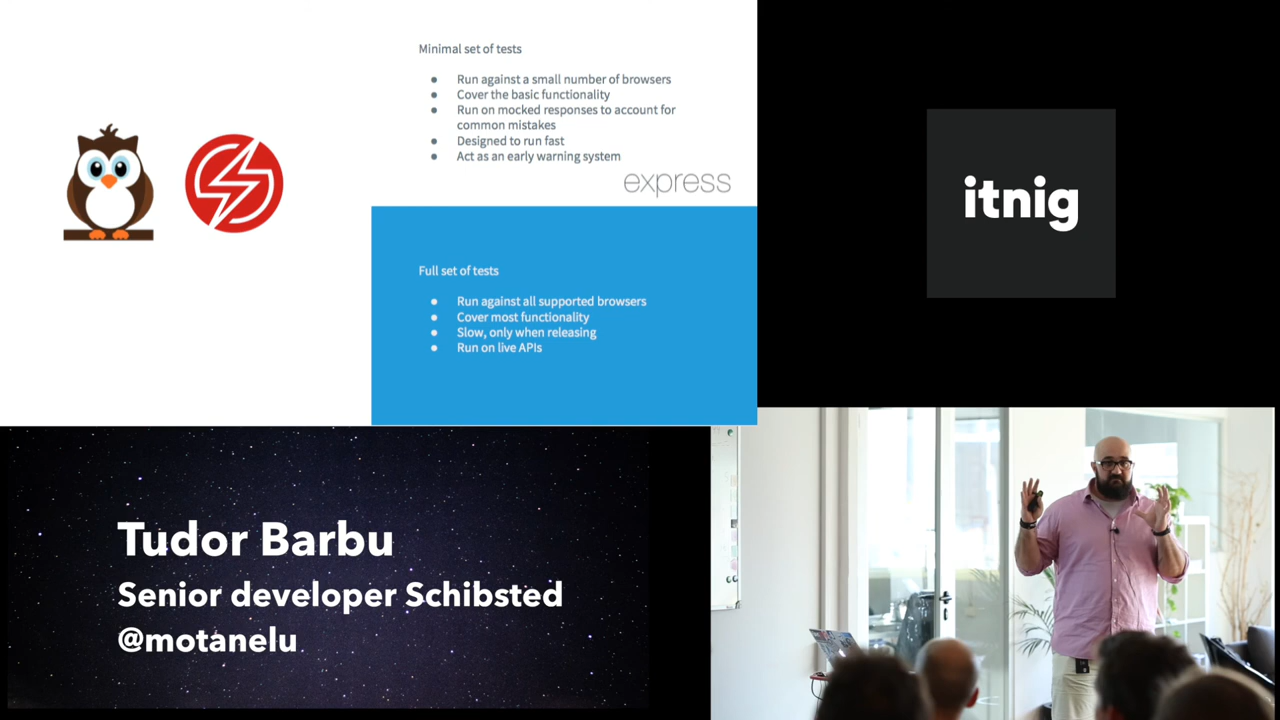 Minimal set of tests
● Run against a small number of browsers
● Cover the basic functionality
● Run on mocked responses to account for
common mistakes
● Designed to run fast
● Act as an early warning system
express
Full set of tests
● Run against all supported browsers
● Cover most functionality
● Slow, only when releasing
● Run on live APIs
itnig
Tudor Barbu
Senior developer Schibsted
@motanelu